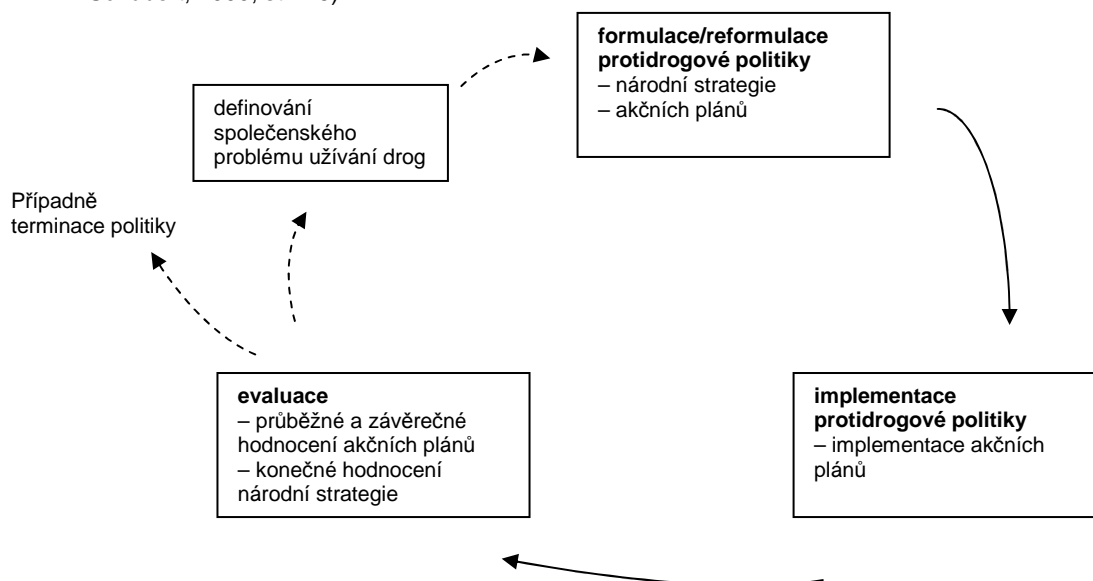 formulace/reformulace
protidrogové politiky
– národní strategie
– akčních plánů
definování
společenského
problému užívání drog
Případně
terminace politiky
evaluace
– průběžné a závěrečné
hodnocení akčních plánů
– konečné hodnocení
národní strategie
implementace
protidrogové politiky
– implementace akčních
plánů